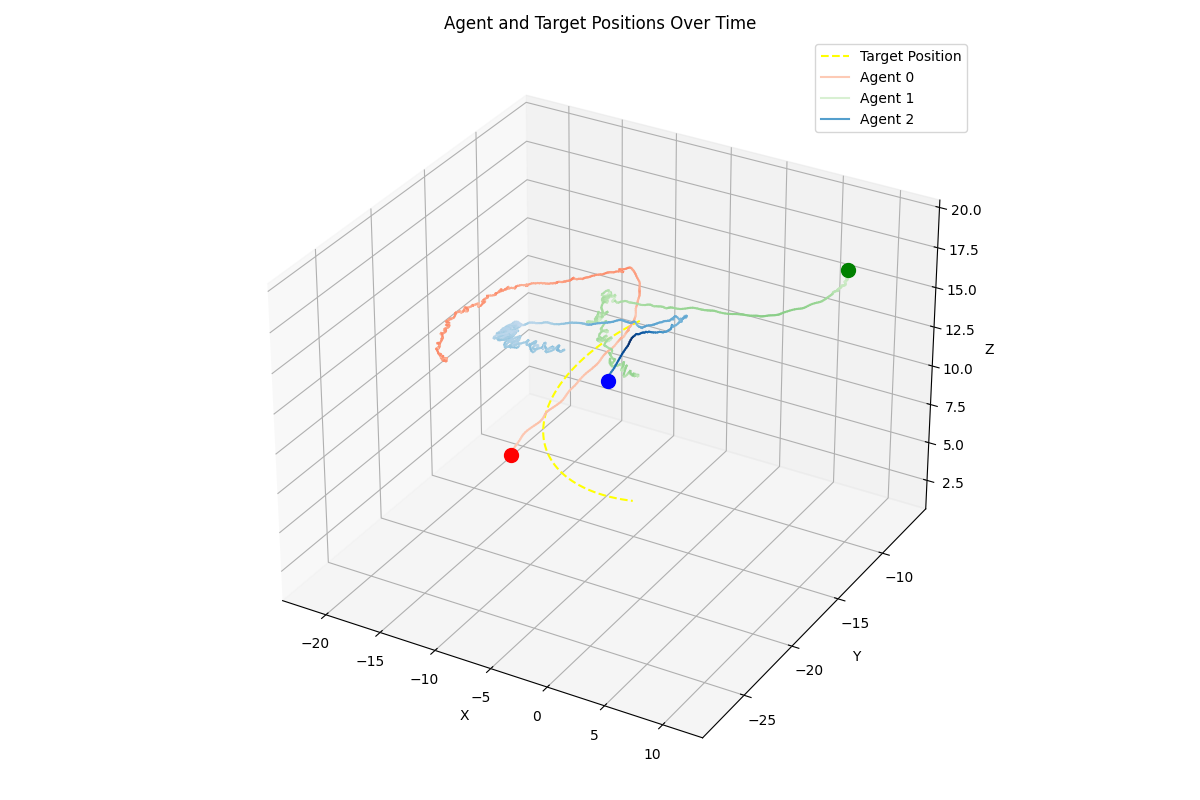 Agent and Target Positions Over Time
Target Position
Agent 0
Agent 1
Agent 2
20.0
17.5
15.0
12.5
Z
10.0
7.5
5.0
2.5
−10
−15
Y
−20
−25
−20
−15
−10
−5
X
0
5
10